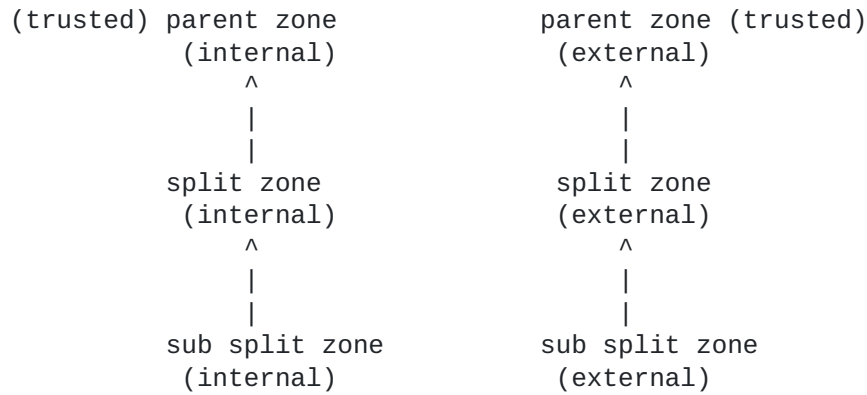 (trusted) parent zone                parent zone (trusted)
          (internal)                  (external)
              ^                           ^
              |                           |
              |                           |
         split zone                   split zone
          (internal)                  (external)
              ^                           ^
              |                           |
              |                           |
         sub split zone              sub split zone
          (internal)                  (external)